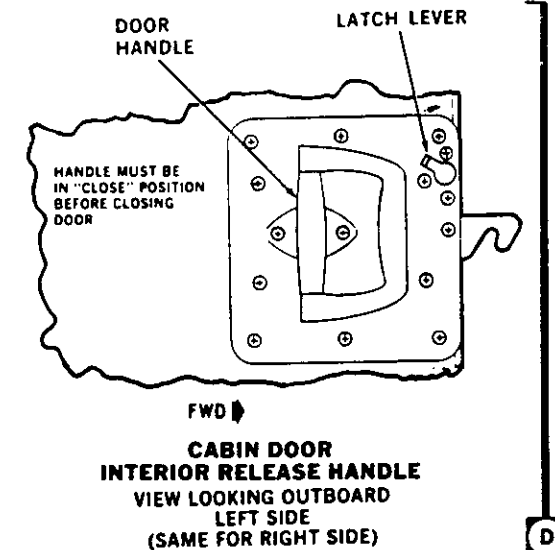 DOOR
HANDLE
LATCH LEVER
HANDLE MUST BE
IN "CLOSE" POSITION
BEFORE CLOSING
DOOR
FWD
CABIN DOOR
INTERIOR RELEASE HANDLE
VIEW LOOKING OUTBOARD
LEFT SIDE
(SAME FOR RIGHT SIDE)
D